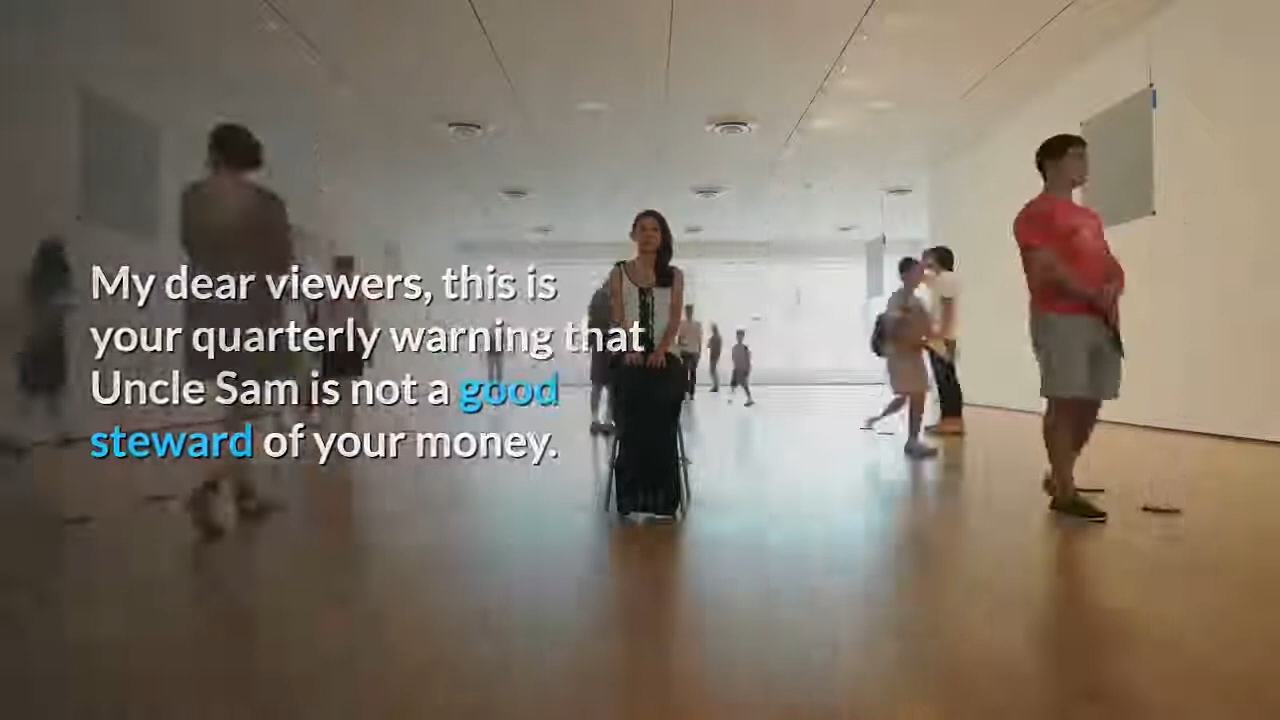 My dear viewers, this is
your quarterly warning that
Uncle Sam is not a good
steward of your money.